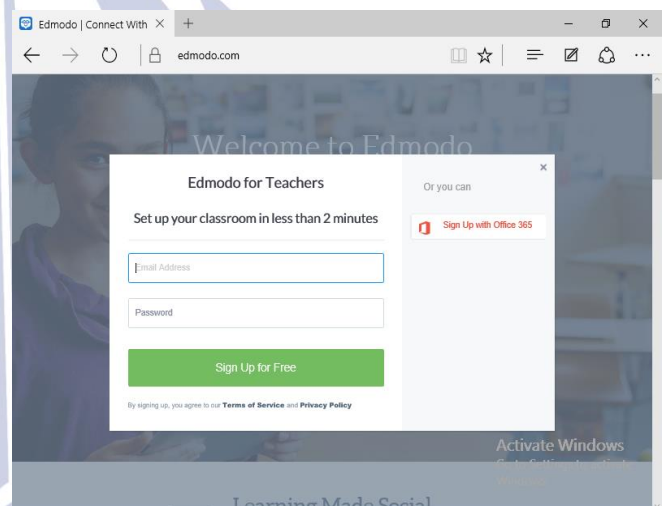 Edmodo | Connect With
edmodo.com
Welcome to Edmodo
Edmodo for Teachers
Set up your classroom in less than 2 minutes
Email Address
Password
Sign Up for Free
By signing up, you agree to our Terms of Service and Privacy Policy
Or you can
Sign Up with Office 365
Activate Windows
Learning Made Social